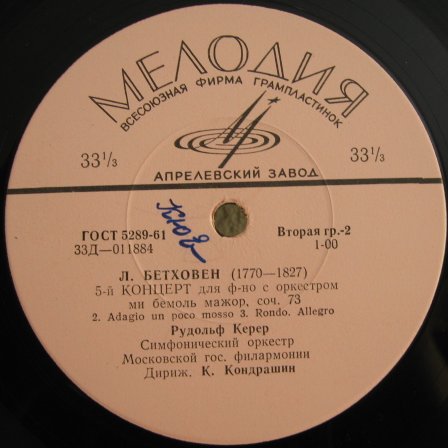 МЕЛОДИЯ
ВСЕСОЮЗНАЯ ФИРМА ГРАМПЛАСТИНОК
33⅓ 33⅓
АПРЕЛЕВСКИЙ ЗАВОД
ГОСТ 5289-61 Вторая гр.-2
33Д—011884 1-00
Л. БЕТХОВЕН (1770—1827)
5-й КОНЦЕРТ для ф-но с оркестром
ми бемоль мажор, соч. 73
2. Adagio un poco mosso 3. Rondo. Allegro
Рудольф Керер
Симфонический оркестр
Московской гос. филармонии
Дириж. К. Кондрашин